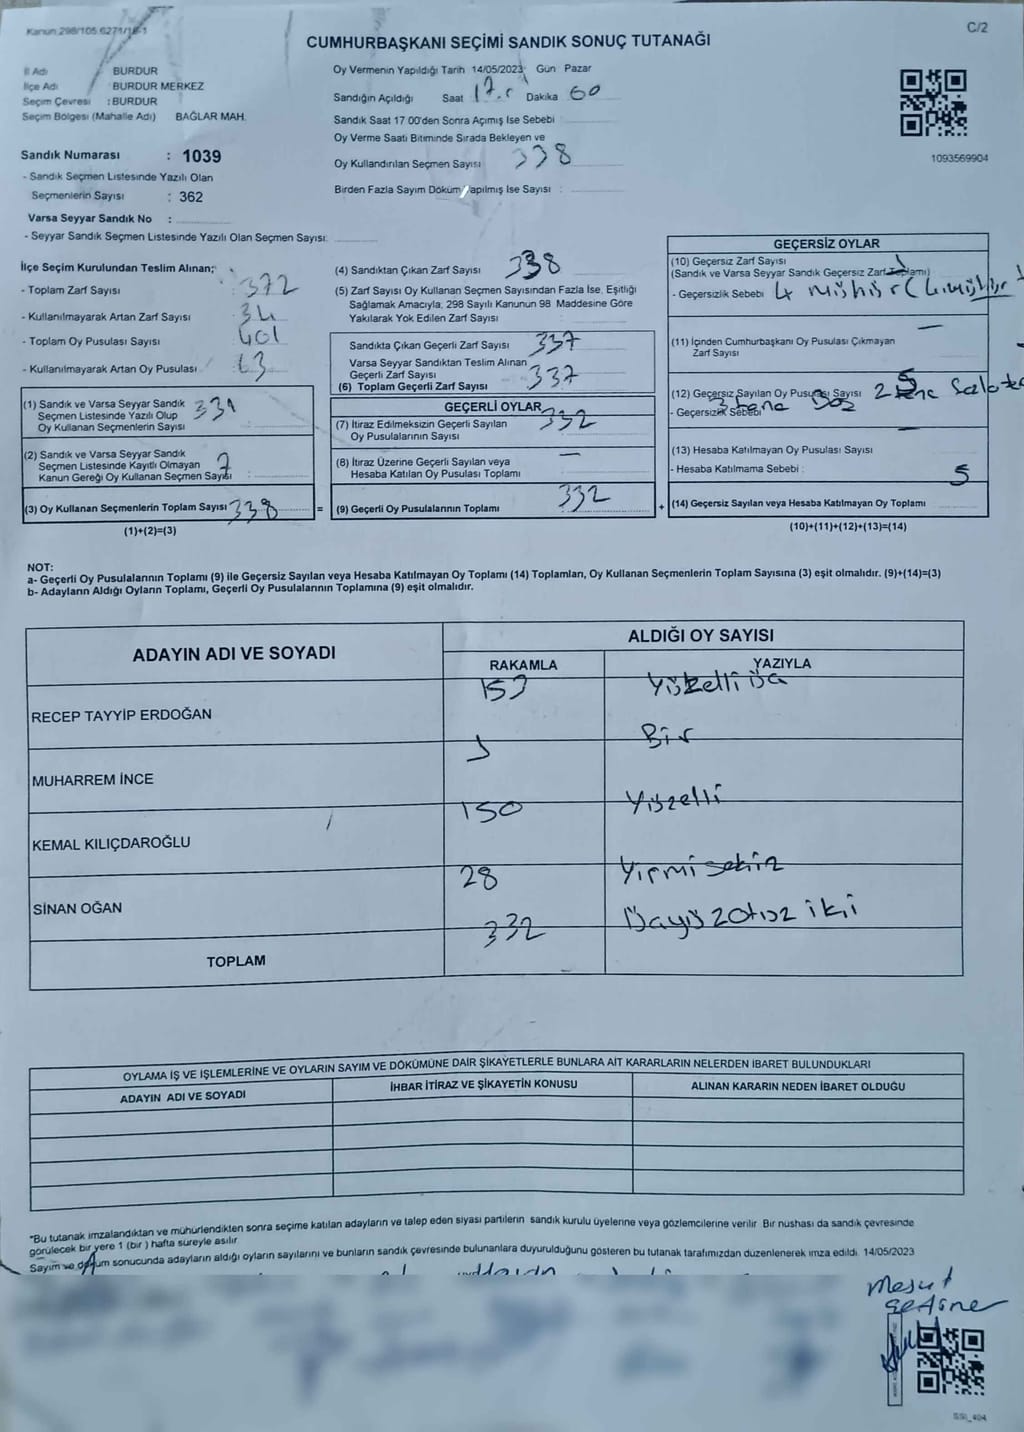 Kanun 298/105 6271/18-1
C/2
CUMHURBAŞKANI SEÇİMİ SANDIK SONUÇ TUTANAĞI
İl Adı BURDUR
İlçe Adı BURDUR MERKEZ
Seçim Çevresi : BURDUR
Seçim Bölgesi (Mahalle Adı) BAĞLAR MAH.
Sandık Numarası : 1039
- Sandık Seçmen Listesinde Yazılı Olan
Seçmenlerin Sayısı : 362
Varsa Seyyar Sandık No :
- Seyyar Sandık Seçmen Listesinde Yazılı Olan Seçmen Sayısı:
Oy Vermenin Yapıldığı Tarih 14/05/2023 Gün Pazar
Sandığın Açıldığı Saat 17 Dakika 60
Sandık Saat 17 00'den Sonra Açımış İse Sebebi
Oy Verme Saati Bitiminde Sırada Bekleyen ve
Oy Kullandırılan Seçmen Sayısı 338
Birden Fazla Sayım Döküm Yapılmış İse Sayısı :
1093569904
İlçe Seçim Kurulundan Teslim Alınan;
- Toplam Zarf Sayısı 372
- Kullanılmayarak Artan Zarf Sayısı 34
- Toplam Oy Pusulası Sayısı 401
- Kullanılmayarak Artan Oy Pusulası 63
(1) Sandık ve Varsa Seyyar Sandık
Seçmen Listesinde Yazılı Olup
Oy Kullanan Seçmenlerin Sayısı 331
(2) Sandık ve Varsa Seyyar Sandık
Seçmen Listesinde Kayıtlı Olmayan
Kanun Gereği Oy Kullanan Seçmen Sayısı 7
(3) Oy Kullanan Seçmenlerin Toplam Sayısı 338
(1)+(2)=(3)
(4) Sandıktan Çıkan Zarf Sayısı 338
(5) Zarf Sayısı Oy Kullanan Seçmen Sayısından Fazla İse, Eşitliği
Sağlamak Amacıyla, 298 Sayılı Kanunun 98. Maddesine Göre
Yakılarak Yok Edilen Zarf Sayısı
Sandıkta Çıkan Geçerli Zarf Sayısı 337
Varsa Seyyar Sandıktan Teslim Alınan
Geçerli Zarf Sayısı
(6) Toplam Geçerli Zarf Sayısı 337
GEÇERLİ OYLAR
(7) İtiraz Edilmeksizin Geçerli Sayılan
Oy Pusulalarının Sayısı 332
(8) İtiraz Üzerine Geçerli Sayılan veya
Hesaba Katılan Oy Pusulası Toplamı —
= (9) Geçerli Oy Pusulalarının Toplamı 332 +
GEÇERSİZ OYLAR
(10) Geçersiz Zarf Sayısı
(Sandık ve Varsa Seyyar Sandık Geçersiz Zarf Toplamı) 1
- Geçersizlik Sebebi 4 mühür
(11) İçinden Cumhurbaşkanı Oy Pusulası Çıkmayan —
Zarf Sayısı
(12) Geçersiz Sayılan Oy Pusulası Sayısı 5 2 tane
- Geçersizlik Sebebi 3 tane Boş
(13) Hesaba Katılmayan Oy Pusulası Sayısı —
- Hesaba Katılmama Sebebi :
(14) Geçersiz Sayılan veya Hesaba Katılmayan Oy Toplamı 5
(10)+(11)+(12)+(13)=(14)
NOT:
a- Geçerli Oy Pusulalarının Toplamı (9) ile Geçersiz Sayılan veya Hesaba Katılmayan Oy Toplamı (14) Toplamları, Oy Kullanan Seçmenlerin Toplam Sayısına (3) eşit olmalıdır. (9)+(14)=(3)
b- Adayların Aldığı Oyların Toplamı, Geçerli Oy Pusulalarının Toplamına (9) eşit olmalıdır.
ADAYIN ADI VE SOYADI
ALDIĞI OY SAYISI
RAKAMLA YAZIYLA
RECEP TAYYİP ERDOĞAN 153 Yüzelli üç
MUHARREM İNCE 1 Bir
KEMAL KILIÇDAROĞLU 150 Yüzelli
SİNAN OĞAN 28 Yirmi sekiz
TOPLAM 332 Üçyüz otuz iki
OYLAMA İŞ VE İŞLEMLERİNE VE OYLARIN SAYIM VE DÖKÜMÜNE DAİR ŞİKAYETLERLE BUNLARA AİT KARARLARIN NELERDEN İBARET BULUNDUKLARI
ADAYIN ADI VE SOYADI İHBAR İTİRAZ VE ŞİKAYETİN KONUSU ALINAN KARARIN NEDEN İBARET OLDUĞU
*Bu tutanak imzalandıktan ve mühürlendikten sonra seçime katılan adayların ve talep eden siyasi partilerin sandık kurulu üyelerine veya gözlemcilerine verilir. Bir nushası da sandık çevresinde
görülecek bir yere 1 (bir) hafta süreyle asılır.
Sayım ve döküm sonucunda adayların aldığı oyların sayılarını ve bunların sandık çevresinde bulunanlara duyurulduğunu gösteren bu tutanak tarafımızdan düzenlenerek imza edildi. 14/05/2023
Mesut